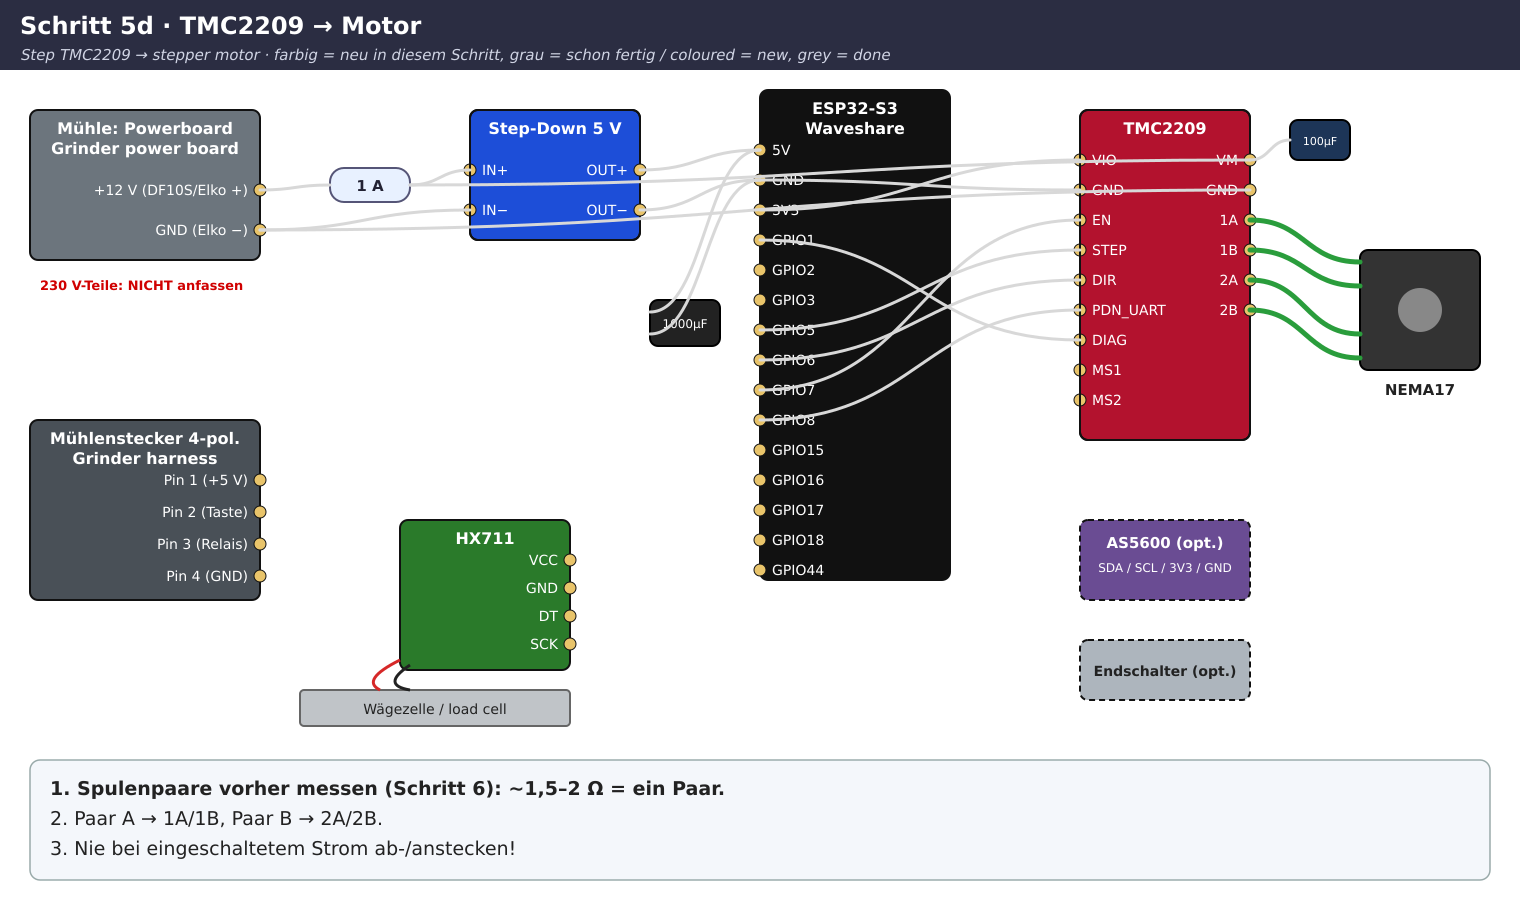 Schritt 5d · TMC2209 → Motor
Step TMC2209 → stepper motor · farbig = neu in diesem Schritt, grau = schon fertig / coloured = new, grey = done
Mühle: Powerboard
Grinder power board
+12 V (DF10S/Elko +)
GND (Elko −)
230 V-Teile: NICHT anfassen
1 A
Step-Down 5 V
IN+
OUT+
IN−
OUT−
1000µF
ESP32-S3
Waveshare
5V
GND
3V3
GPIO1
GPIO2
GPIO3
GPIO5
GPIO6
GPIO7
GPIO8
GPIO15
GPIO16
GPIO17
GPIO18
GPIO44
TMC2209
VIO
VM
GND
GND
EN
1A
STEP
1B
DIR
2A
PDN_UART
2B
DIAG
MS1
MS2
100µF
NEMA17
Mühlenstecker 4-pol.
Grinder harness
Pin 1 (+5 V)
Pin 2 (Taste)
Pin 3 (Relais)
Pin 4 (GND)
HX711
VCC
GND
DT
SCK
Wägezelle / load cell
AS5600 (opt.)
SDA / SCL / 3V3 / GND
Endschalter (opt.)
1. Spulenpaare vorher messen (Schritt 6): ~1,5–2 Ω = ein Paar.
2. Paar A → 1A/1B, Paar B → 2A/2B.
3. Nie bei eingeschaltetem Strom ab-/anstecken!